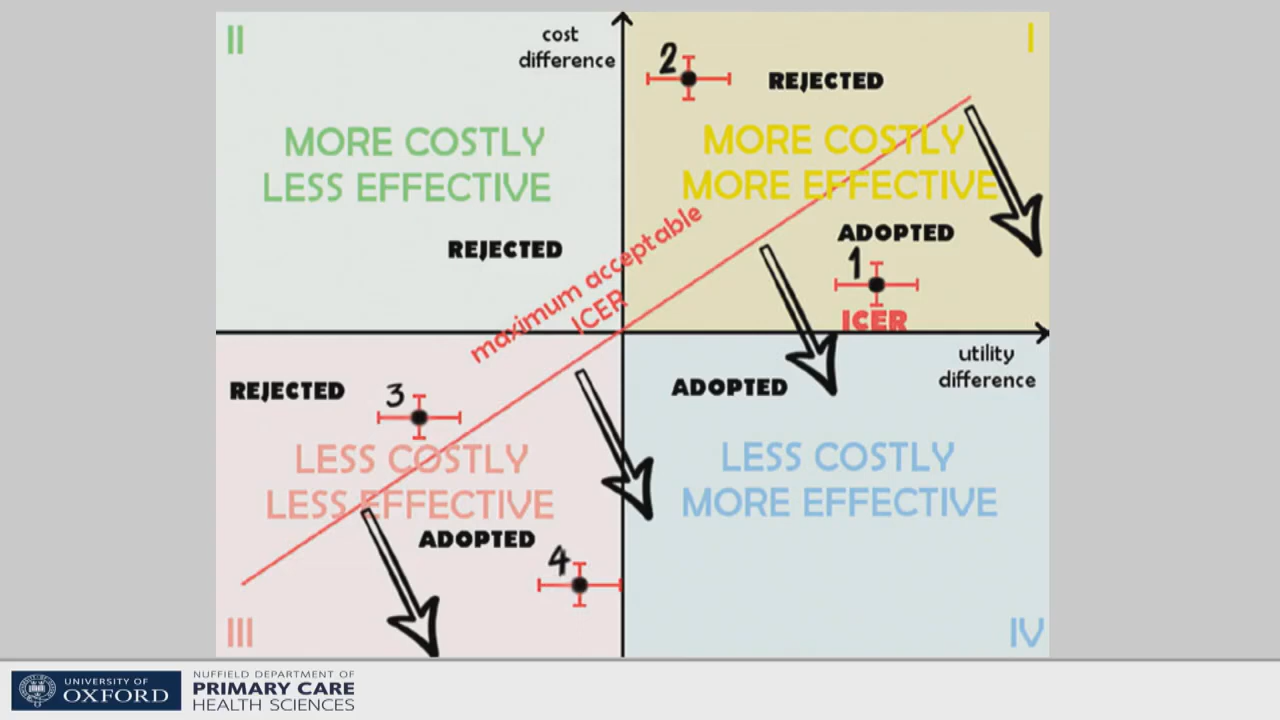 II
cost
difference
2
REJECTED
I
MORE COSTLY
LESS EFFECTIVE
MORE COSTLY
MORE EFFECTIVE
REJECTED
maximum acceptable
ICER
ADOPTED
1
ICER
utility
difference
REJECTED
3
ADOPTED
LESS COSTLY
LESS EFFECTIVE
LESS COSTLY
MORE EFFECTIVE
ADOPTED
4
III
IV
UNIVERSITY OF
OXFORD
NUFFIELD DEPARTMENT OF
PRIMARY CARE
HEALTH SCIENCES